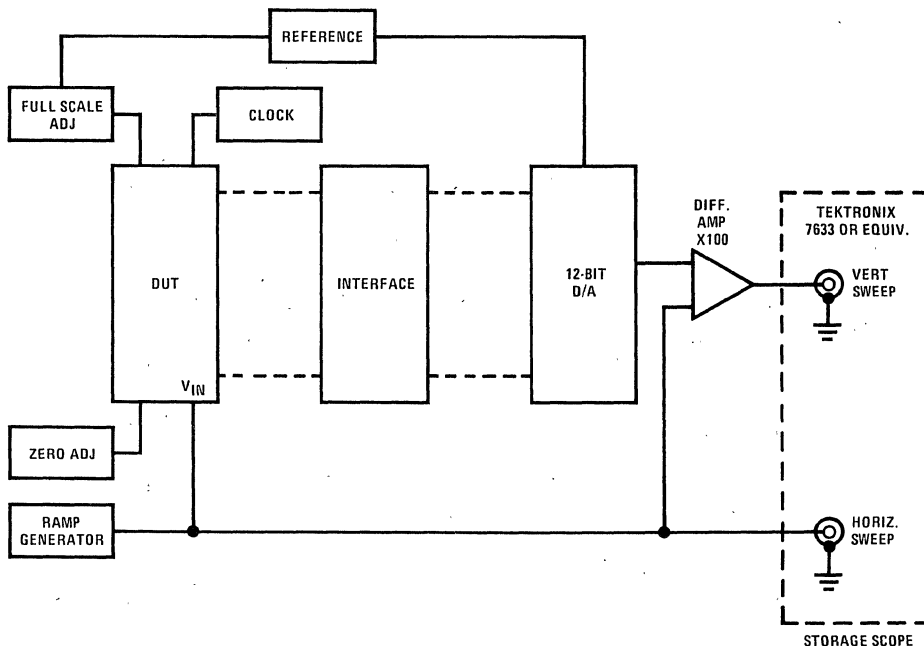 REFERENCE
FULL SCALE
ADJ
CLOCK
DIFF.
AMP
X100
TEKTRONIX
7633 OR EQUIV.
DUT
INTERFACE
12-BIT
D/A
VERT
SWEEP
VIN
ZERO ADJ
RAMP
GENERATOR
HORIZ.
SWEEP
STORAGE SCOPE